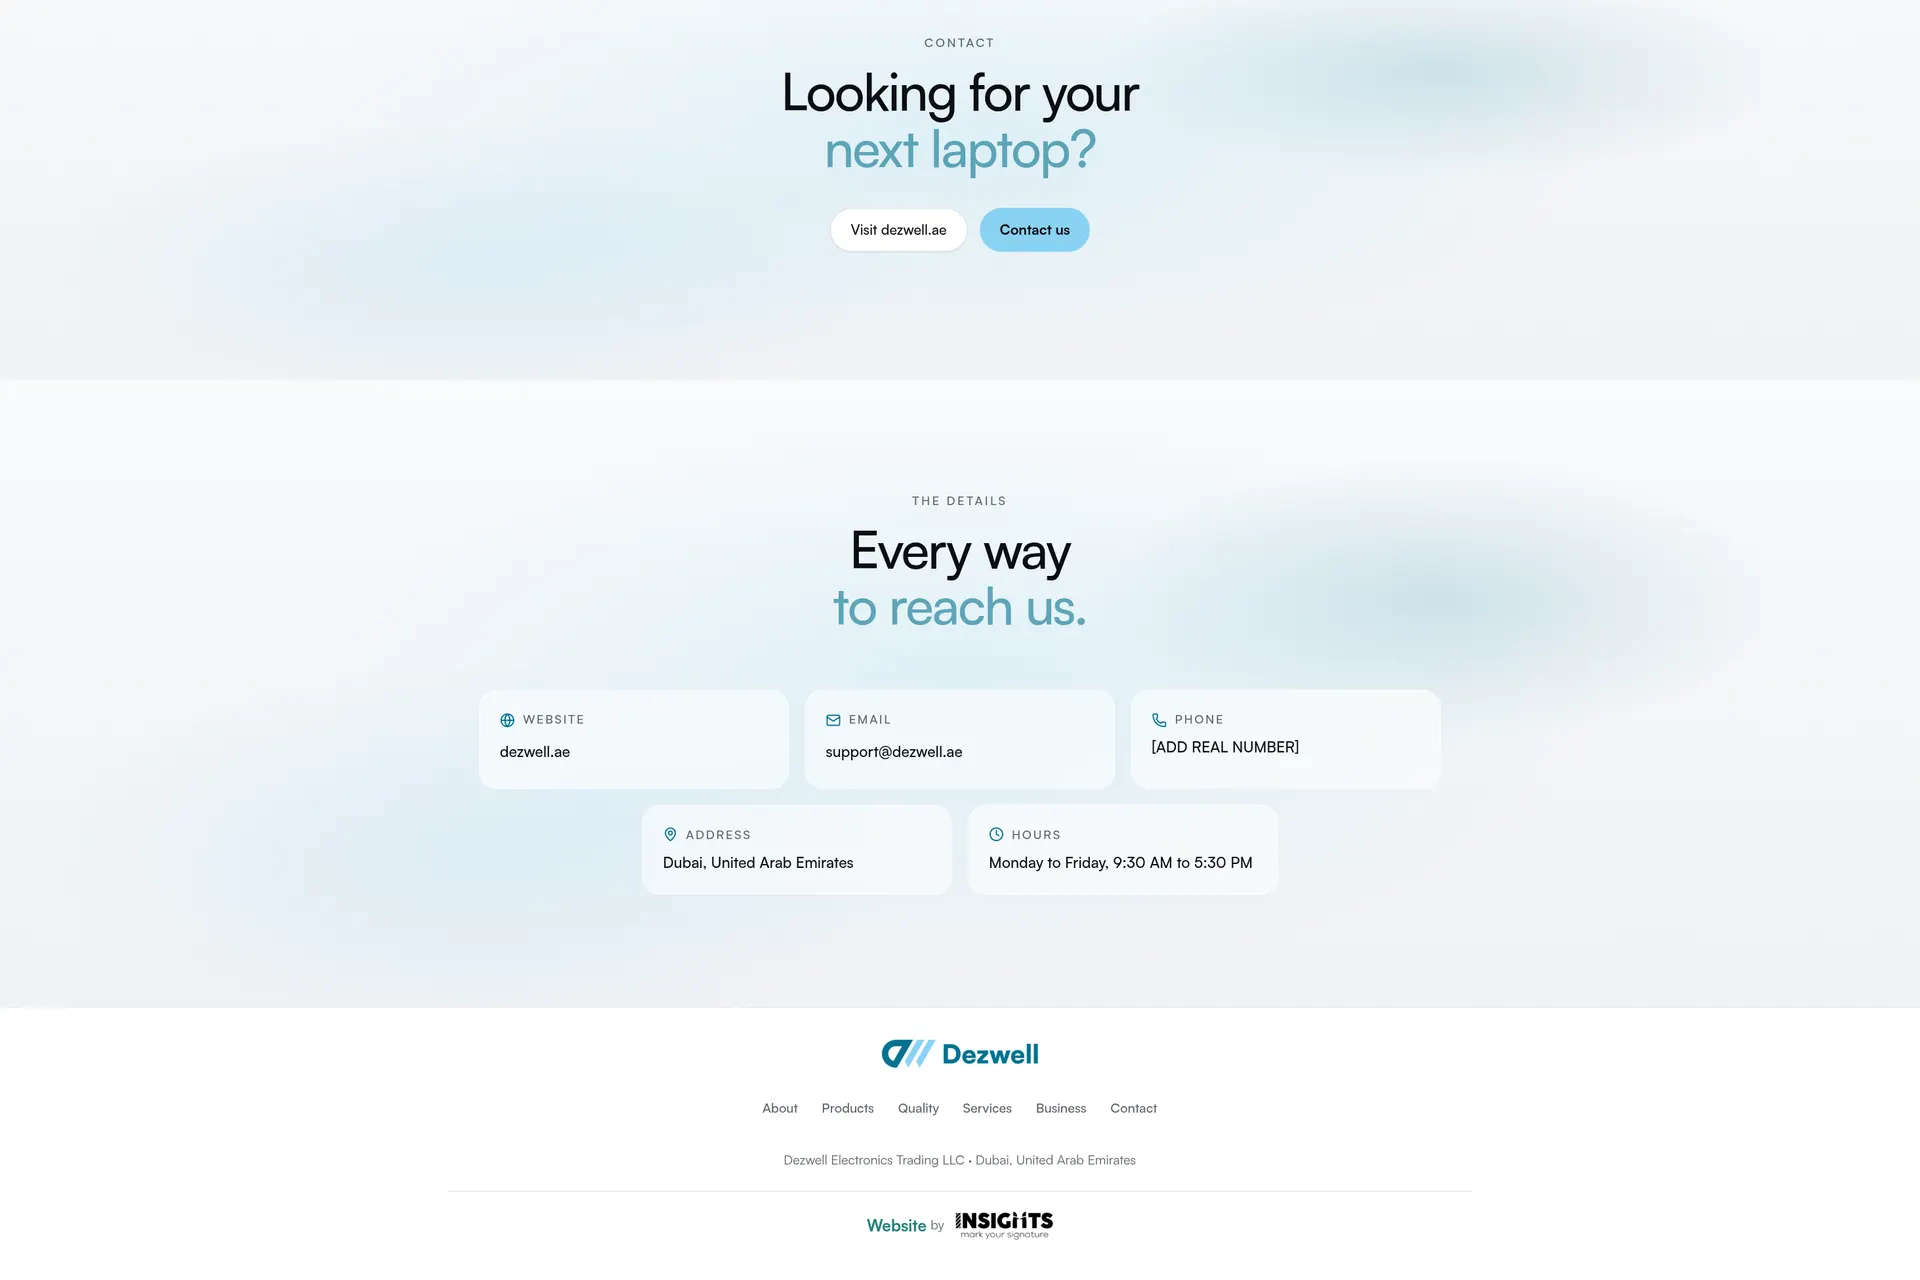 CONTACT
Looking for your
next laptop?
Visit dezwell.ae
Contact us
THE DETAILS
Every way
to reach us.
WEBSITE
dezwell.ae
EMAIL
support@dezwell.ae
PHONE
[ADD REAL NUMBER]
ADDRESS
Dubai, United Arab Emirates
HOURS
Monday to Friday, 9:30 AM to 5:30 PM
Dezwell
About Products Quality Services Business Contact
Dezwell Electronics Trading LLC · Dubai, United Arab Emirates
Website by INSIGHTS
mark your signature